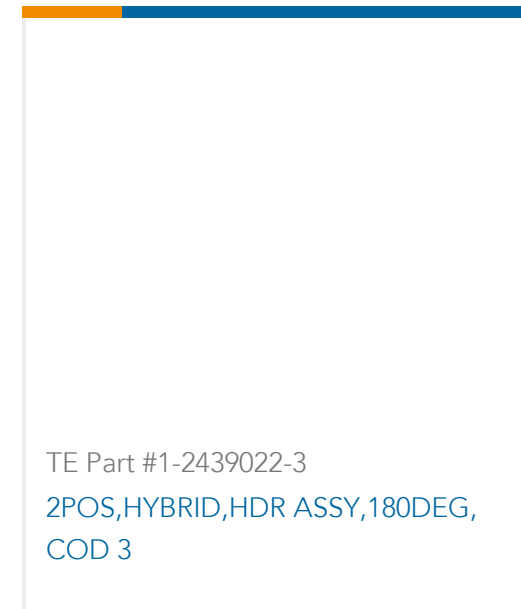 TE Part #1-2439022-3
2POS,HYBRID,HDR ASSY,180DEG,
COD 3